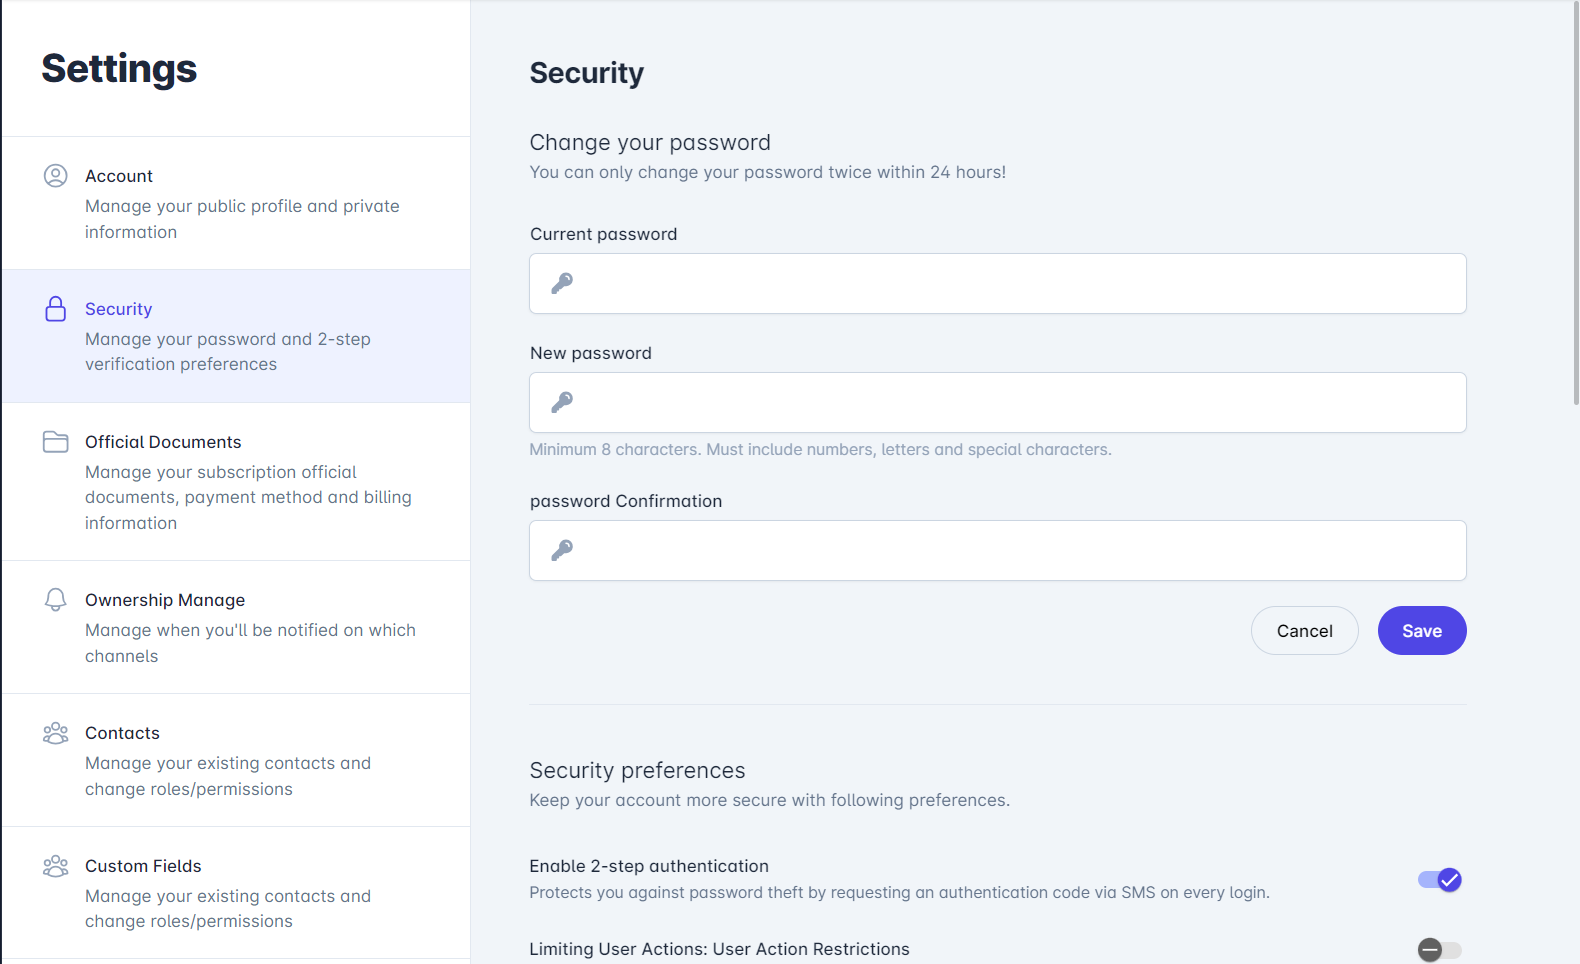 Settings
Account
Manage your public profile and private
information
Security
Manage your password and 2-step
verification preferences
Official Documents
Manage your subscription official
documents, payment method and billing
information
Ownership Manage
Manage when you'll be notified on which
channels
Contacts
Manage your existing contacts and
change roles/permissions
Custom Fields
Manage your existing contacts and
change roles/permissions
Security
Change your password
You can only change your password twice within 24 hours!
Current password
New password
Minimum 8 characters. Must include numbers, letters and special characters.
password Confirmation
Cancel
Save
Security preferences
Keep your account more secure with following preferences.
Enable 2-step authentication
Protects you against password theft by requesting an authentication code via SMS on every login.
Limiting User Actions: User Action Restrictions